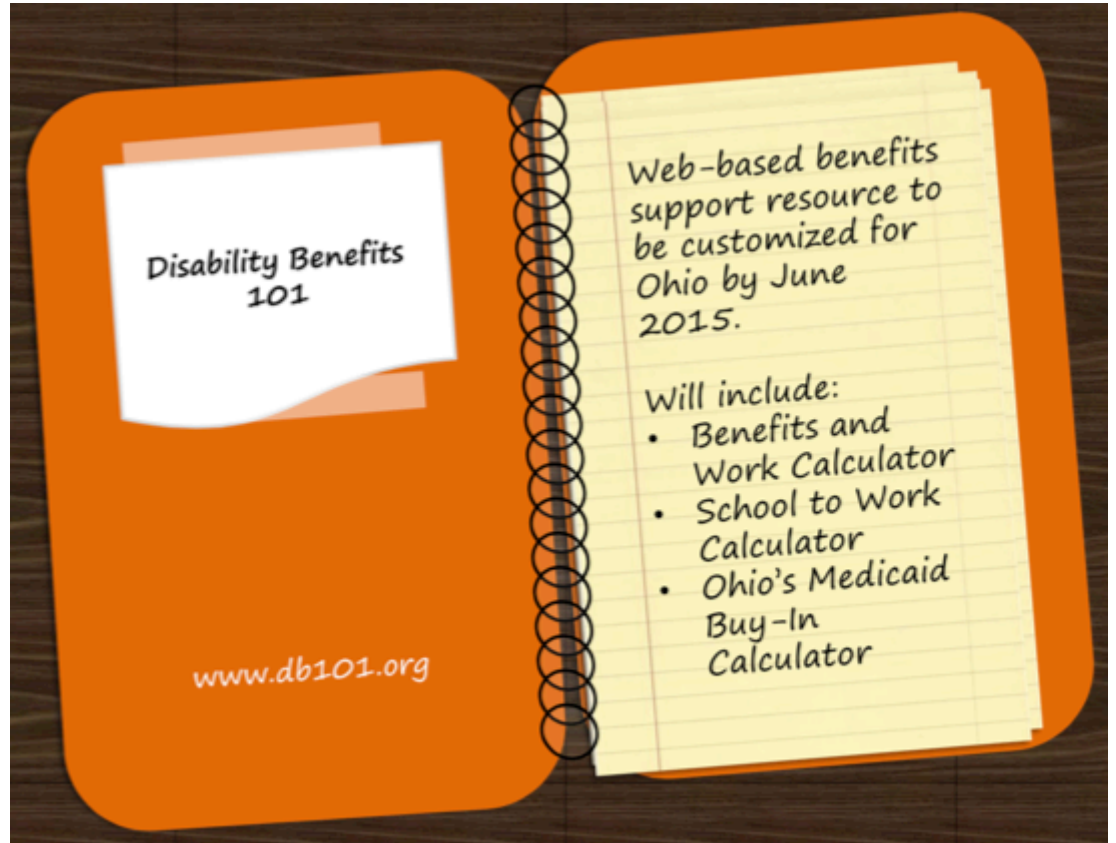 Disability Benefits
101
www.db101.org
Web-based benefits
support resource to
be customized for
Ohio by June
2015.
Will include:
• Benefits and
Work Calculator
• School to Work
Calculator
• Ohio's Medicaid
Buy-In
Calculator